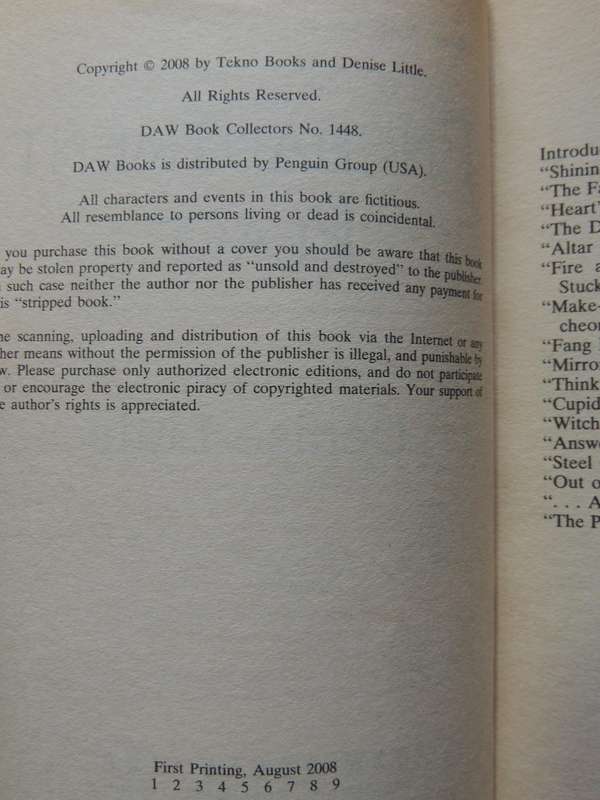 Copyright © 2008 by Tekno Books and Denise Little.
All Rights Reserved.
DAW Book Collectors No. 1448.
DAW Books is distributed by Penguin Group (USA).
All characters and events in this book are fictitious.
All resemblance to persons living or dead is coincidental.
you purchase this book without a cover you should be aware that this book
ay be stolen property and reported as “unsold and destroyed” to the publisher.
such case neither the author nor the publisher has received any payment for
is “stripped book.”
ne scanning, uploading and distribution of this book via the Internet or any
her means without the permission of the publisher is illegal, and punishable by
w. Please purchase only authorized electronic editions, and do not participate
or encourage the electronic piracy of copyrighted materials. Your support of
e author's rights is appreciated.
First Printing, August 2008
1 2 3 4 5 6 7 8 9
Introdu
“Shinin
“The Fa
“Heart'
“The D
“Altar
“Fire a
Stuck
“Make-
cheon
“Fang
“Mirro
“Think
“Cupid
“Witch
“Answe
“Steel
“Out o
“. . . A
“The P